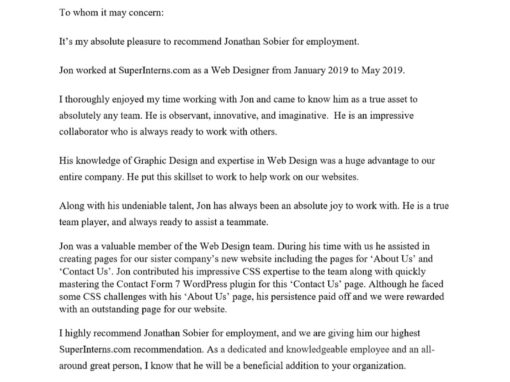 To whom it may concern:
It's my absolute pleasure to recommend Jonathan Sobier for employment.
Jon worked at SuperInterns.com as a Web Designer from January 2019 to May 2019.
I thoroughly enjoyed my time working with Jon and came to know him as a true asset to
absolutely any team. He is observant, innovative, and imaginative.  He is an impressive
collaborator who is always ready to work with others.
His knowledge of Graphic Design and expertise in Web Design was a huge advantage to our
entire company. He put this skillset to work to help work on our websites.
Along with his undeniable talent, Jon has always been an absolute joy to work with. He is a true
team player, and always ready to assist a teammate.
Jon was a valuable member of the Web Design team. During his time with us he assisted in
creating pages for our sister company's new website including the pages for 'About Us' and
'Contact Us'. Jon contributed his impressive CSS expertise to the team along with quickly
mastering the Contact Form 7 WordPress plugin for this 'Contact Us' page. Although he faced
some CSS challenges with his 'About Us' page, his persistence paid off and we were rewarded
with an outstanding page for our website.
I highly recommend Jonathan Sobier for employment, and we are giving him our highest
SuperInterns.com recommendation. As a dedicated and knowledgeable employee and an all-
around great person, I know that he will be a beneficial addition to your organization.